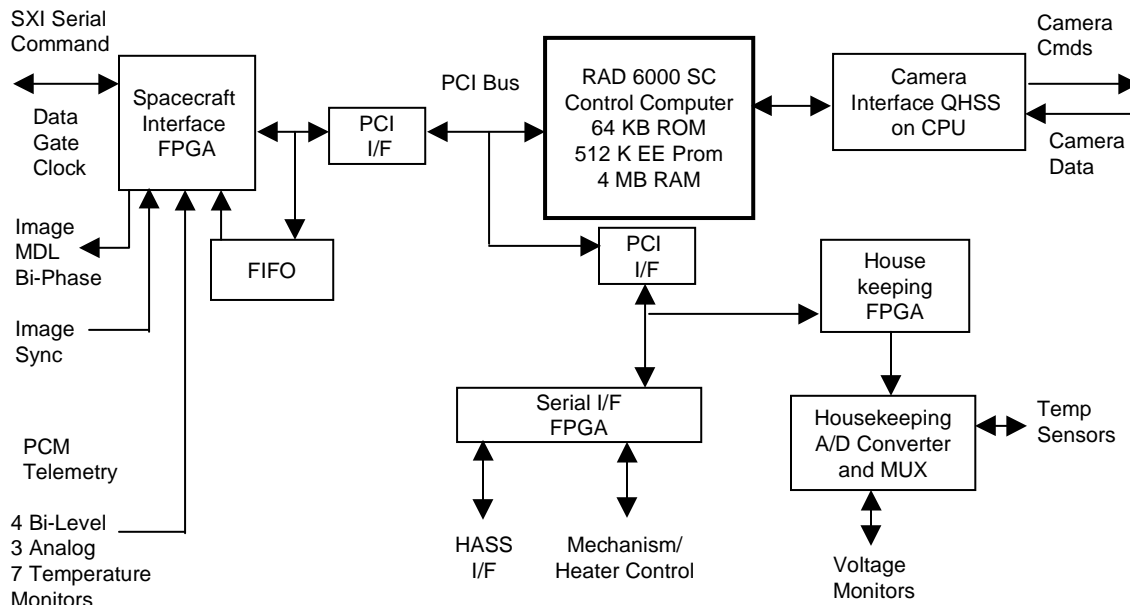 SXI Serial
Command
Data
Gate
Clock
Image
MDL
Bi-Phase
Image
Sync
PCM
Telemetry
4 Bi-Level
3 Analog
7 Temperature
Monitors
Spacecraft
Interface
FPGA
FIFO
PCI
I/F
PCI Bus
RAD 6000 SC
Control Computer
64 KB ROM
512 K EE Prom
4 MB RAM
Camera
Interface QHSS
on CPU
Camera
Cmds
Camera
Data
PCI
I/F
House
keeping
FPGA
Serial I/F
FPGA
Housekeeping
A/D Converter
and MUX
Temp
Sensors
HASS
I/F
Mechanism/
Heater Control
Voltage
Monitors